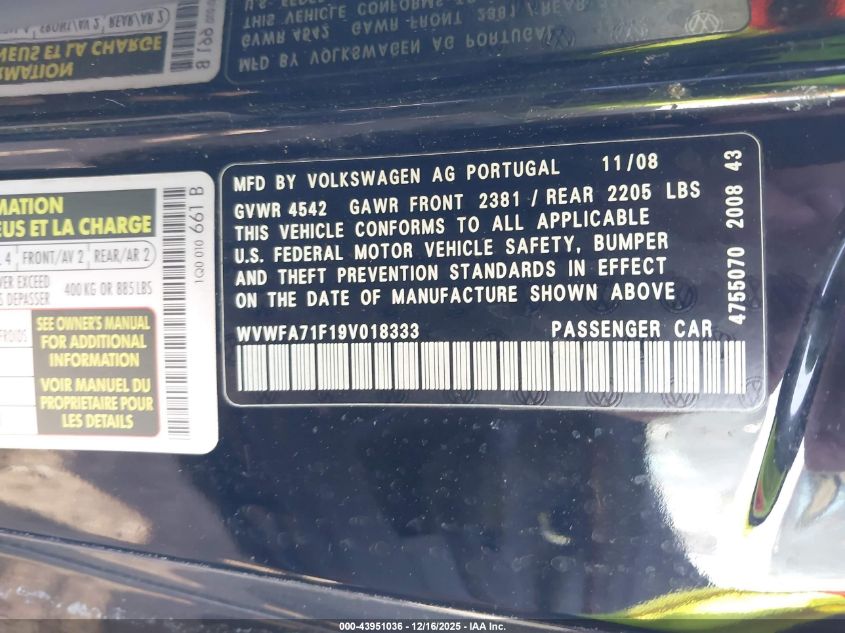 MFD BY VOLKSWAGEN AG PORTUGAL 11/08
GVWR 4542 GAWR FRONT 2381 / REAR 2205 LBS
THIS VEHICLE CONFORMS TO ALL APPLICABLE
U.S. FEDERAL MOTOR VEHICLE SAFETY, BUMPER
AND THEFT PREVENTION STANDARDS IN EFFECT
ON THE DATE OF MANUFACTURE SHOWN ABOVE
WVWFA71F19V018333 PASSENGER CAR
4755070 2008 43
MATION
EUS ET LA CHARGE
4 FRONT/AV 2 REAR/AR 2
VER EXCEED
S DEPASSER 400 KG OR 885 LBS
SEE OWNER'S MANUAL
FOR ADDITIONAL
INFORMATION
VOIR MANUEL DU
PROPRIETAIRE POUR
LES DETAILS
1Q0 010 661 B
000-43951036 - 12/16/2025 - IAA Inc.